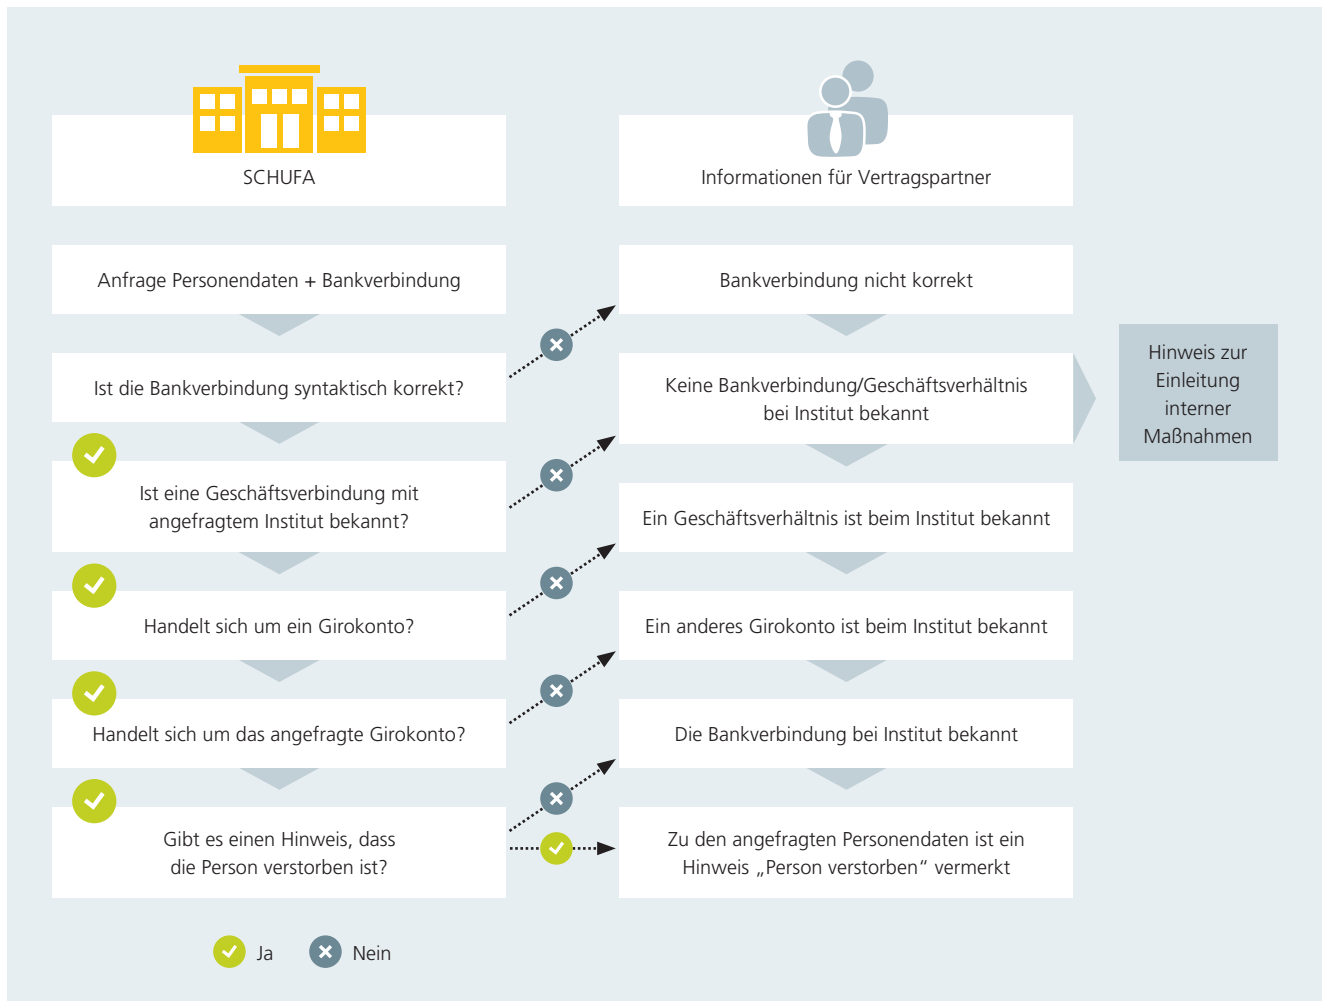 SCHUFA
Informationen für Vertragspartner
Anfrage Personendaten + Bankverbindung
Bankverbindung nicht korrekt
Ist die Bankverbindung syntaktisch korrekt?
Keine Bankverbindung/Geschäftsverhältnis
bei Institut bekannt
Hinweis zur
Einleitung
interner
Maßnahmen
Ist eine Geschäftsverbindung mit
angefragtem Institut bekannt?
Ein Geschäftsverhältnis ist beim Institut bekannt
Handelt sich um ein Girokonto?
Ein anderes Girokonto ist beim Institut bekannt
Handelt sich um das angefragte Girokonto?
Die Bankverbindung bei Institut bekannt
Gibt es einen Hinweis, dass
die Person verstorben ist?
Zu den angefragten Personendaten ist ein
Hinweis „Person verstorben“ vermerkt
Ja
Nein